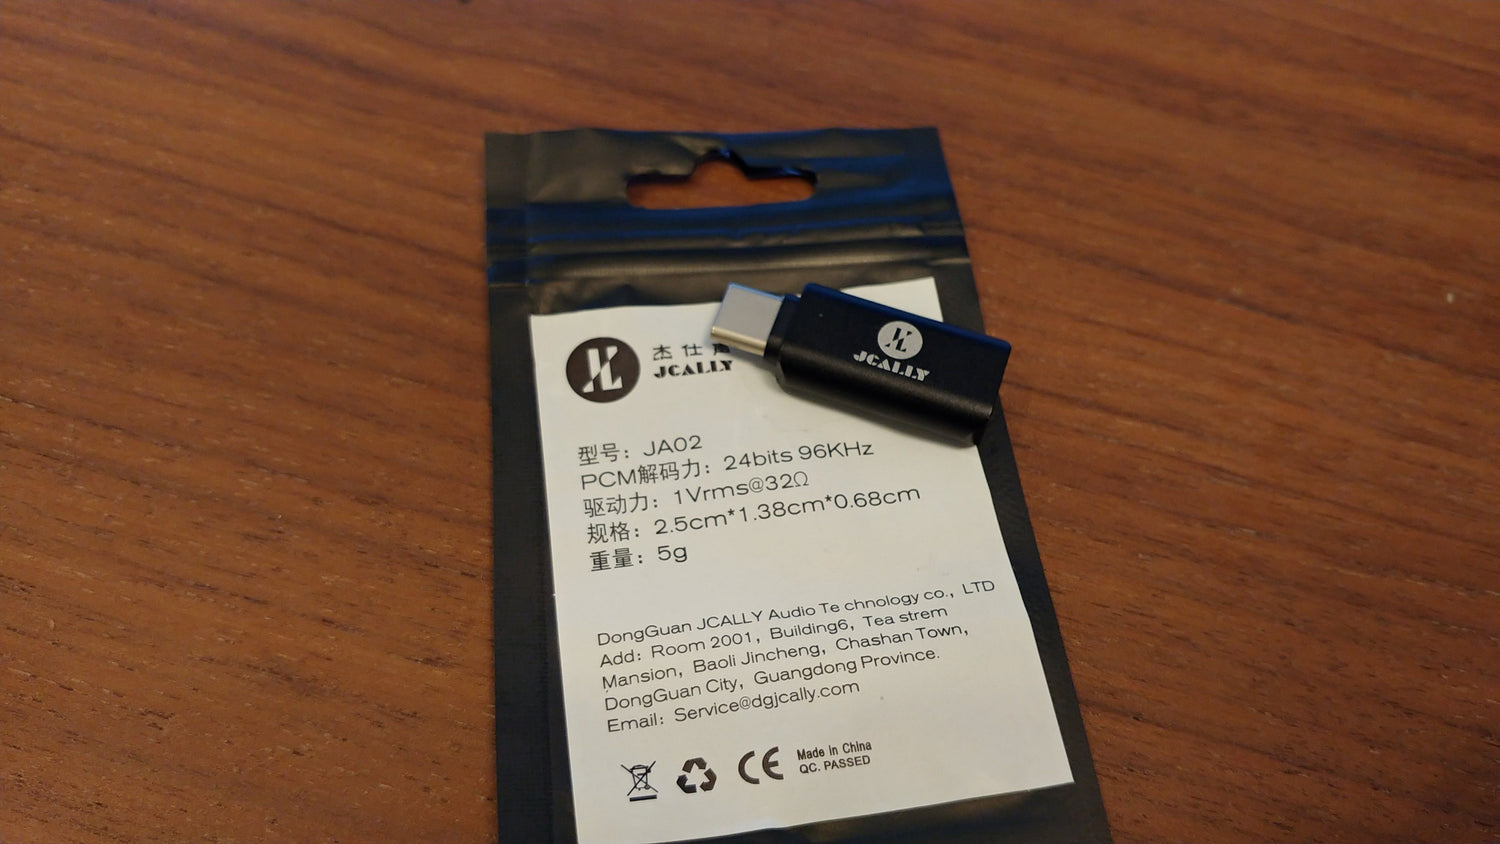 杰仕
JCALLY
JCALLY
型号：JA02
PCM解码力：24bits 96KHz
驱动力：1Vrms@32Ω
规格：2.5cm*1.38cm*0.68cm
重量：5g
DongGuan JCALLY Audio Te chnology co.，LTD
Add：Room 2001，Building6，Tea strem
Mansion，Baoli Jincheng，Chashan Town，
DongGuan City，Guangdong Province.
Email：Service@dgjcally.com
CE
Made in China
QC. PASSED